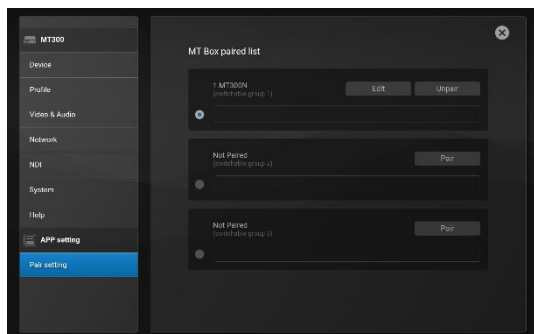 MT300
Device
Profile
Video & Audio
Network
NDI
System
Help
APP setting
Pair setting
MT Box paired list
1.MT300N
(switchable group 1)
Edit
Unpair
Not Paired
(switchable group 2)
Pair
Not Paired
(switchable group 3)
Pair